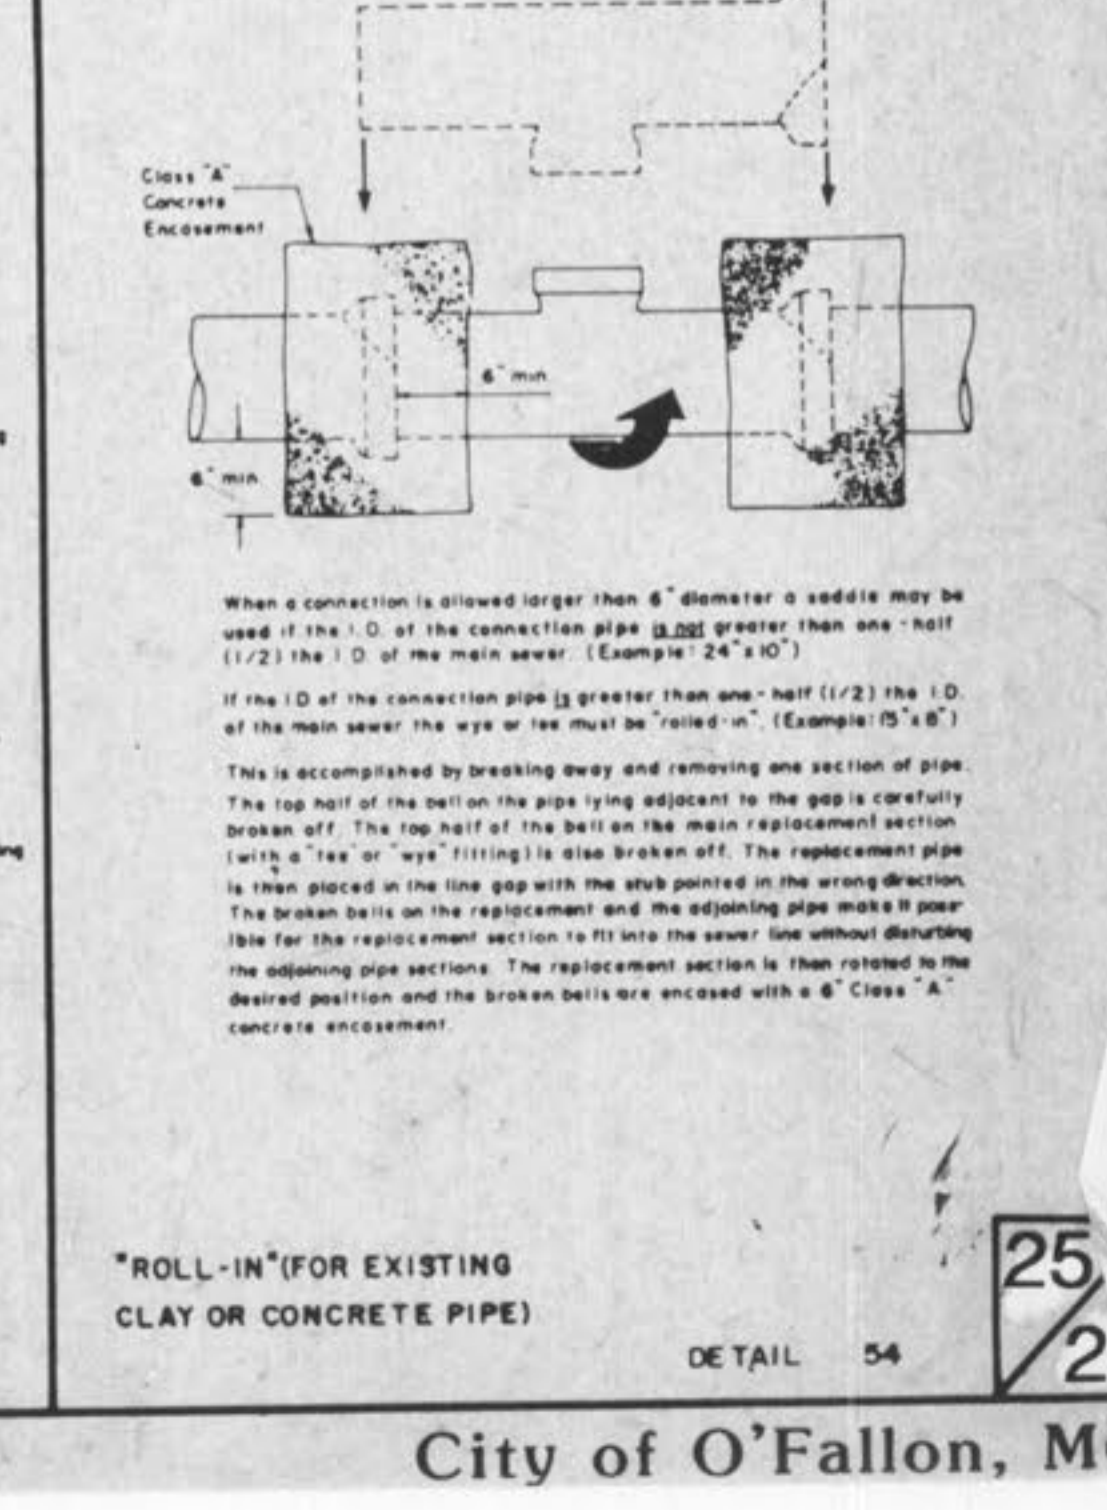 Class "A"
Concrete
Encasement
6" min
6" min
When a connection is allowed larger than 6" diameter a saddle may be
used if the I.D. of the connection pipe is not greater than one-half
(1/2) the I.D. of the main sewer. (Example: 24"x10")
If the I.D of the connection pipe is greater than one-half (1/2) the I.D.
of the main sewer the wye or tee must be "rolled-in". (Example: 15"x8")
This is accomplished by breaking away and removing one section of pipe.
The top half of the bell on the pipe lying adjacent to the gap is carefully
broken off. The top half of the bell on the main replacement section
(with a "tee" or "wye" fitting) is also broken off. The replacement pipe
is then placed in the line gap with the stub pointed in the wrong direction.
The broken bells on the replacement and the adjoining pipe make it poss-
ible for the replacement section to fit into the sewer line without disturbing
the adjoining pipe sections. The replacement section is then rotated to the
desired position and the broken bells are encased with a 6" Class "A"
concrete encasement.
"ROLL-IN" (FOR EXISTING
CLAY OR CONCRETE PIPE)
DETAIL 54
25
2
City of O'Fallon, M